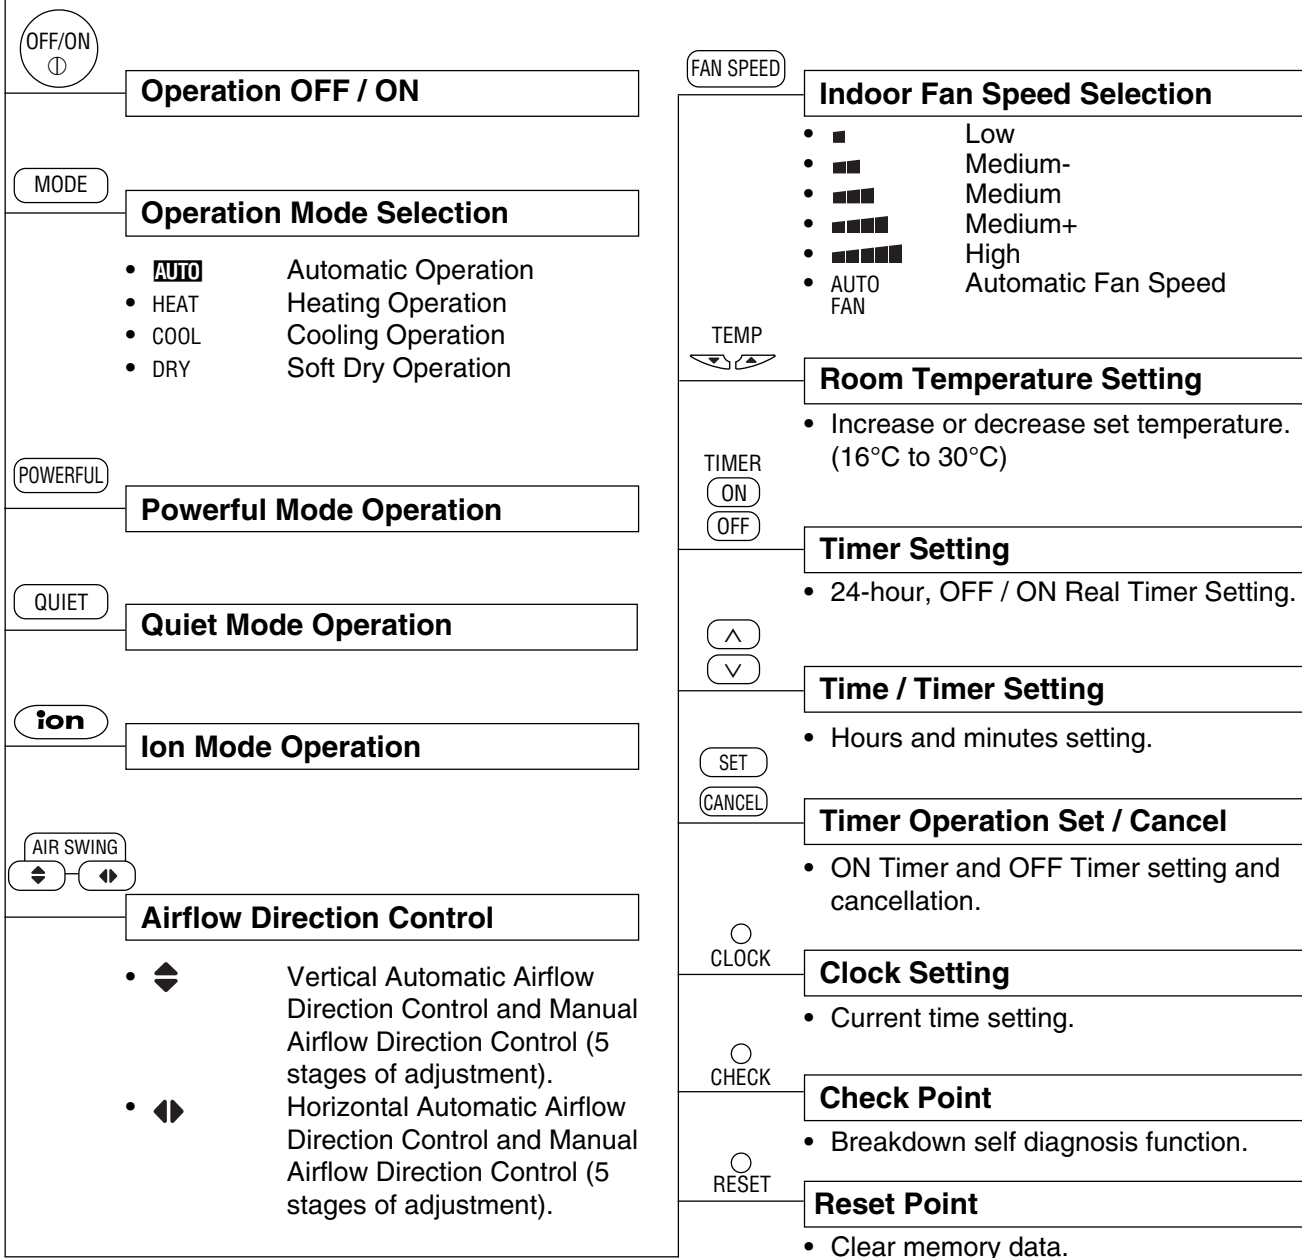 OFF/ON
Operation OFF / ON
MODE
Operation Mode Selection
• AUTO Automatic Operation
• HEAT Heating Operation
• COOL Cooling Operation
• DRY Soft Dry Operation
POWERFUL
Powerful Mode Operation
QUIET
Quiet Mode Operation
ion
Ion Mode Operation
AIR SWING
Airflow Direction Control
• Vertical Automatic Airflow
Direction Control and Manual
Airflow Direction Control (5
stages of adjustment).
• Horizontal Automatic Airflow
Direction Control and Manual
Airflow Direction Control (5
stages of adjustment).
FAN SPEED
Indoor Fan Speed Selection
• Low
• Medium-
• Medium
• Medium+
• High
• AUTO Automatic Fan Speed
FAN
TEMP
Room Temperature Setting
• Increase or decrease set temperature.
(16°C to 30°C)
TIMER
ON
OFF
Timer Setting
• 24-hour, OFF / ON Real Timer Setting.
Time / Timer Setting
• Hours and minutes setting.
SET
CANCEL
Timer Operation Set / Cancel
• ON Timer and OFF Timer setting and
cancellation.
CLOCK
Clock Setting
• Current time setting.
CHECK
Check Point
• Breakdown self diagnosis function.
RESET
Reset Point
• Clear memory data.